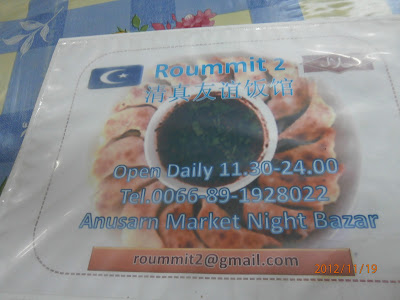 Roummit 2
清真友谊饭馆
Open Daily 11.30-24.00
Tel.0066-89-1928022
Anusarn Market Night Bazar
roummit2@gmail.com
2012/11/19